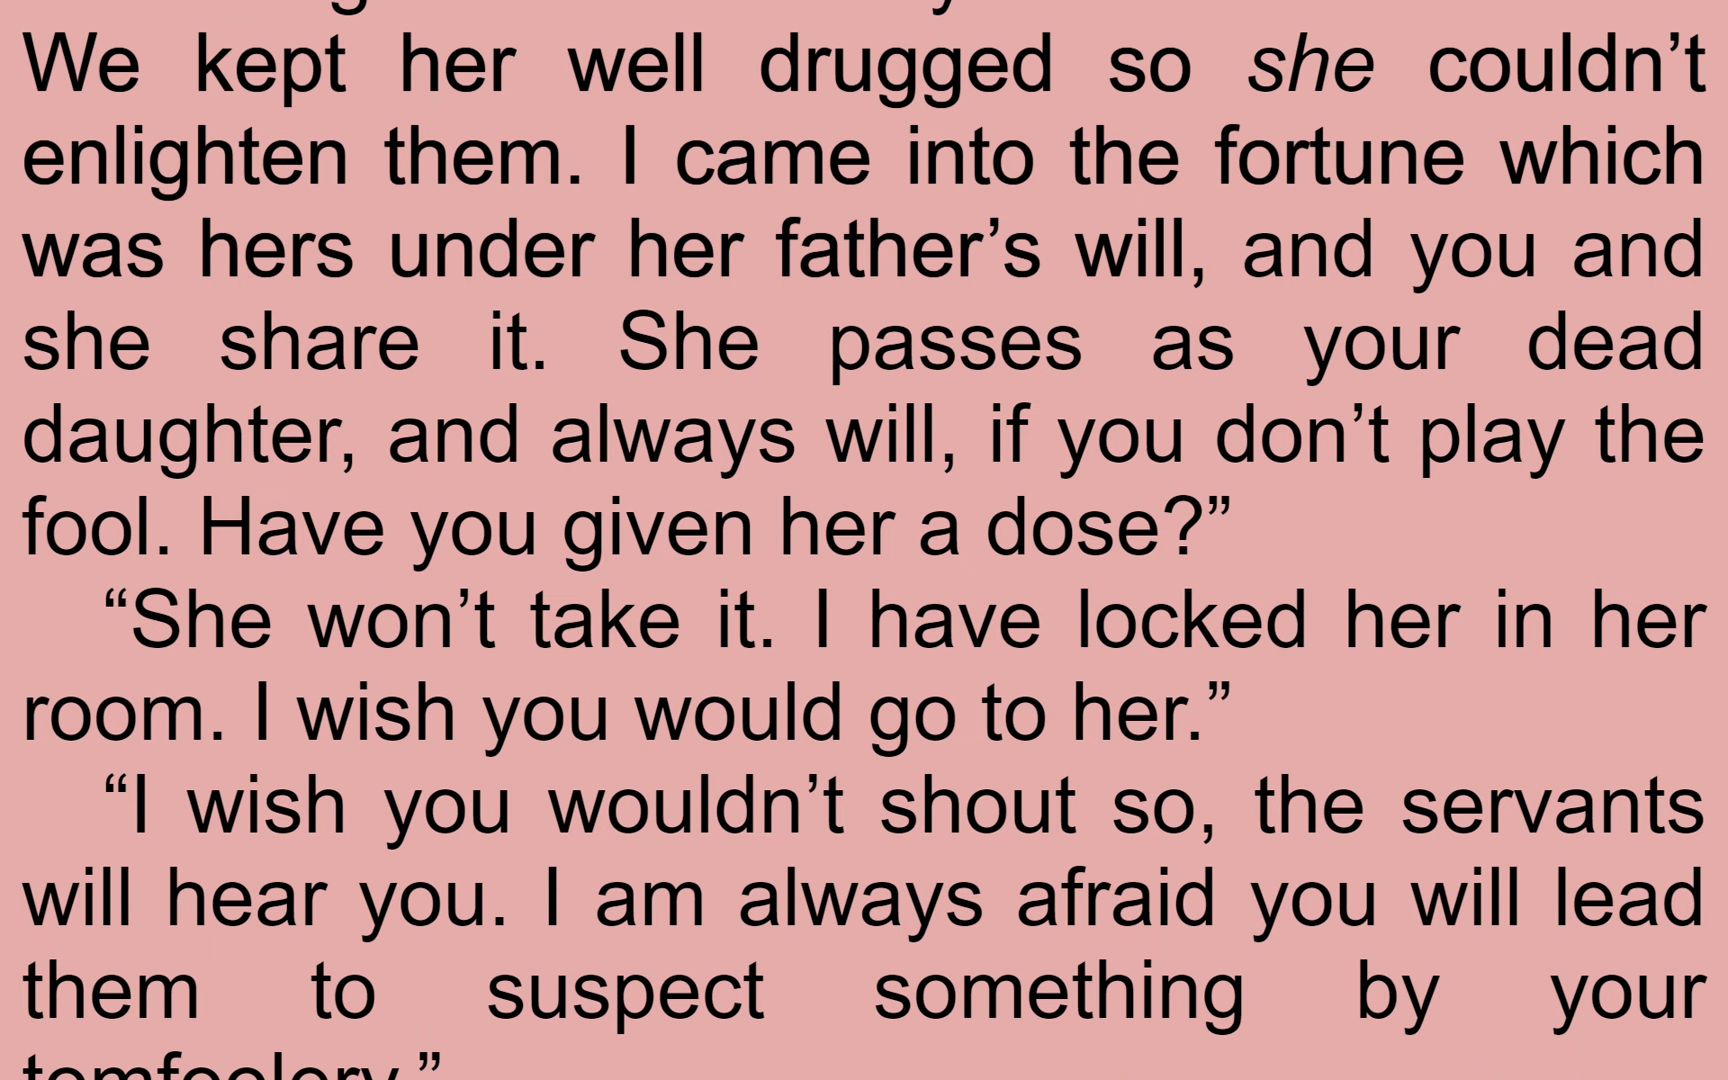 We kept her well drugged so she couldn’t
enlighten them. I came into the fortune which
was hers under her father’s will, and you and
she share it. She passes as your dead
daughter, and always will, if you don’t play the
fool. Have you given her a dose?”
“She won’t take it. I have locked her in her
room. I wish you would go to her.”
“I wish you wouldn’t shout so, the servants
will hear you. I am always afraid you will lead
them to suspect something by your
tomfoolery.”